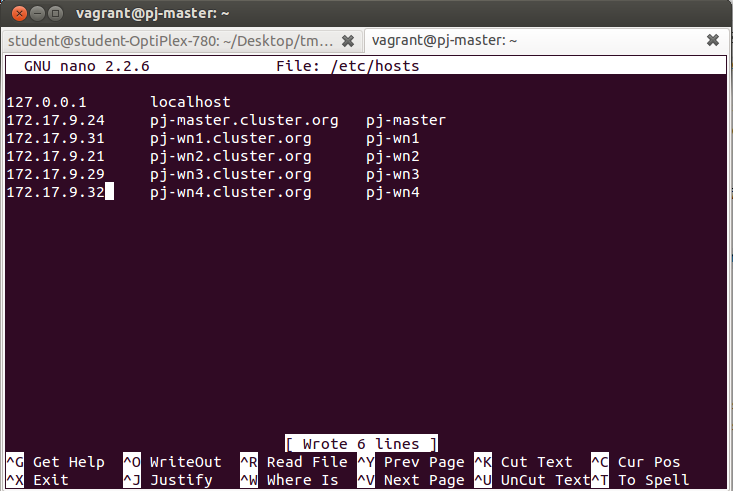 vagrant@pj-master: ~
student@student-OptiPlex-780: ~/Desktop/tm... vagrant@pj-master: ~
GNU nano 2.2.6 File: /etc/hosts
127.0.0.1 localhost
172.17.9.24 pj-master.cluster.org pj-master
172.17.9.31 pj-wn1.cluster.org pj-wn1
172.17.9.21 pj-wn2.cluster.org pj-wn2
172.17.9.29 pj-wn3.cluster.org pj-wn3
172.17.9.32 pj-wn4.cluster.org pj-wn4
[ Wrote 6 lines ]
^G Get Help ^O WriteOut ^R Read File ^Y Prev Page ^K Cut Text ^C Cur Pos
^X Exit ^J Justify ^W Where Is ^V Next Page ^U UnCut Text ^T To Spell